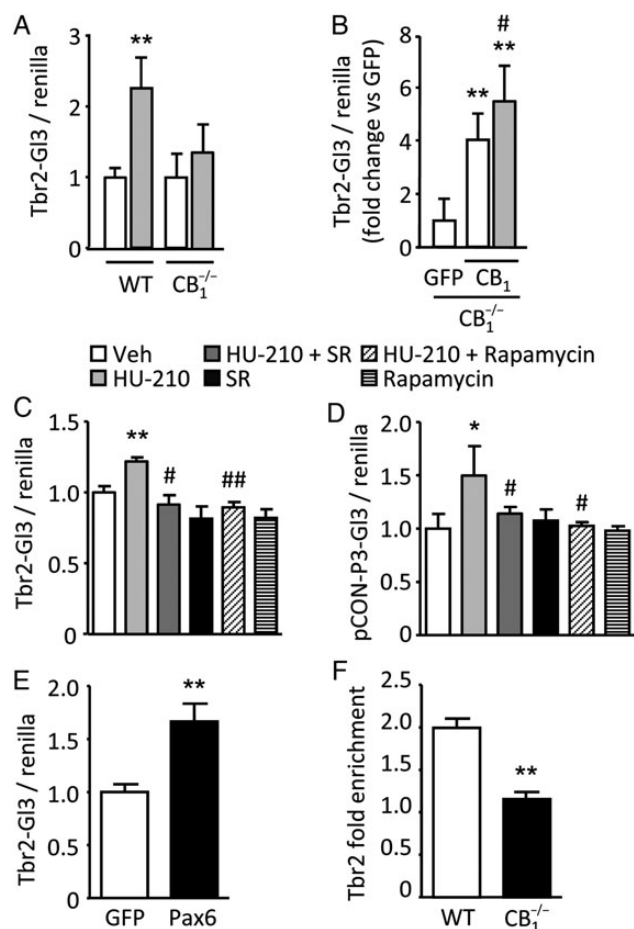 A
Tbr2-Gl3 / renilla
3
2
1
0
**
WT
CB1−/−
B
Tbr2-Gl3 / renilla
(fold change vs GFP)
8
6
4
2
0
**
#
**
GFP
CB1
CB1−/−
Veh
HU-210 + SR
HU-210 + Rapamycin
HU-210
SR
Rapamycin
C
Tbr2-Gl3 / renilla
1.5
1.0
0.5
0
**
#
##
D
pCON-P3-Gl3 / renilla
2.0
1.5
1.0
0.5
0
*
#
#
E
Tbr2-Gl3 / renilla
2.0
1.5
1.0
0.5
0
**
GFP
Pax6
F
Tbr2 fold enrichment
2.5
2.0
1.5
1.0
0.5
0
**
WT
CB1−/−